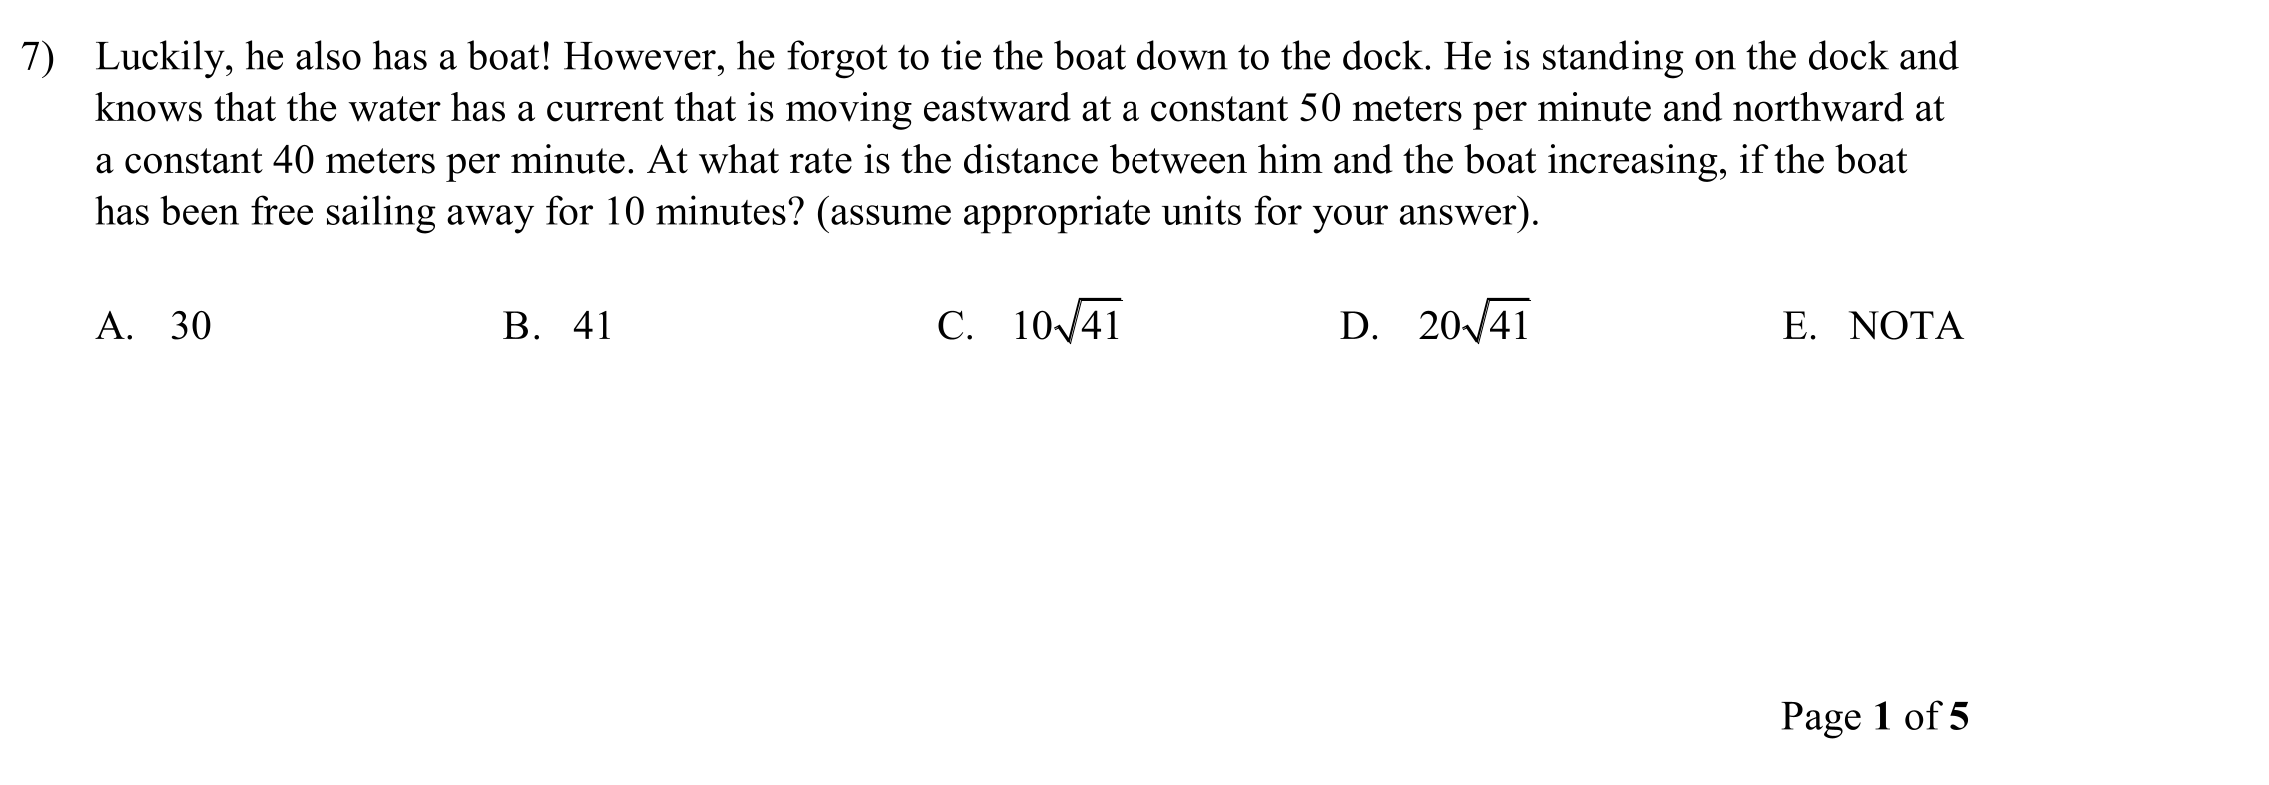 7) Luckily, he also has a boat! However, he forgot to tie the boat down to the dock. He is standing on the dock and
knows that the water has a current that is moving eastward at a constant 50 meters per minute and northward at
a constant 40 meters per minute. At what rate is the distance between him and the boat increasing, if the boat
has been free sailing away for 10 minutes? (assume appropriate units for your answer).
A. 30 B. 41 C. 10√41 D. 20√41 E. NOTA
Page 1 of 5